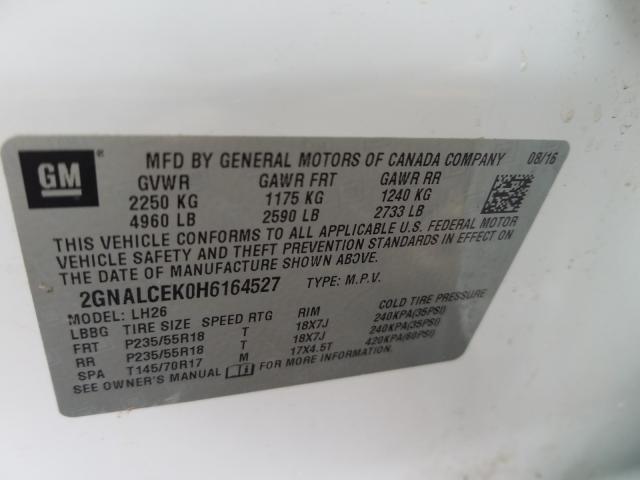 GM
MFD BY GENERAL MOTORS OF CANADA COMPANY 08/16
GVWR GAWR FRT GAWR RR
2250 KG 1175 KG 1240 KG
4960 LB 2590 LB 2733 LB
THIS VEHICLE CONFORMS TO ALL APPLICABLE U.S. FEDERAL MOTOR
VEHICLE SAFETY AND THEFT PREVENTION STANDARDS IN EFFECT ON
THE DATE OF MANUFACTURE SHOWN ABOVE.
2GNALCEK0H6164527 TYPE: M.P.V.
MODEL: LH26
LBBG TIRE SIZE SPEED RTG RIM COLD TIRE PRESSURE
FRT P235/55R18 T 18X7J 240KPA(35PSI)
RR P235/55R18 T 18X7J 240KPA(35PSI)
SPA T145/70R17 M 17X4.5T 420KPA(60PSI)
SEE OWNER'S MANUAL FOR MORE INFORMATION.